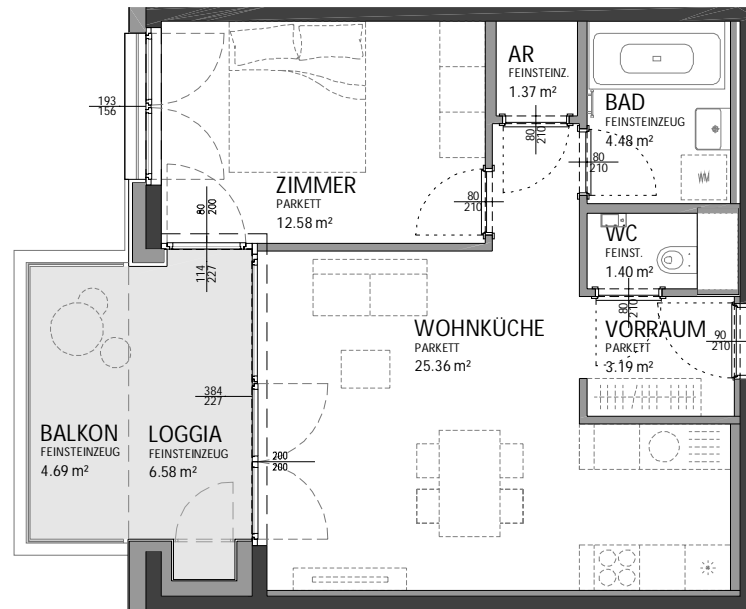 AR
FEINSTEINZ.
1.37 m²
BAD
FEINSTEINZEUG
4.48 m²
193
156
80
210
80
210
ZIMMER
PARKETT
12.58 m²
80
210
80
200
WC
FEINST.
1.40 m²
114
227
80
210
WOHNKÜCHE
PARKETT
25.36 m²
VORRAUM
PARKETT
3.19 m²
90
210
384
227
BALKON
FEINSTEINZEUG
4.69 m²
LOGGIA
FEINSTEINZEUG
6.58 m²
200
200